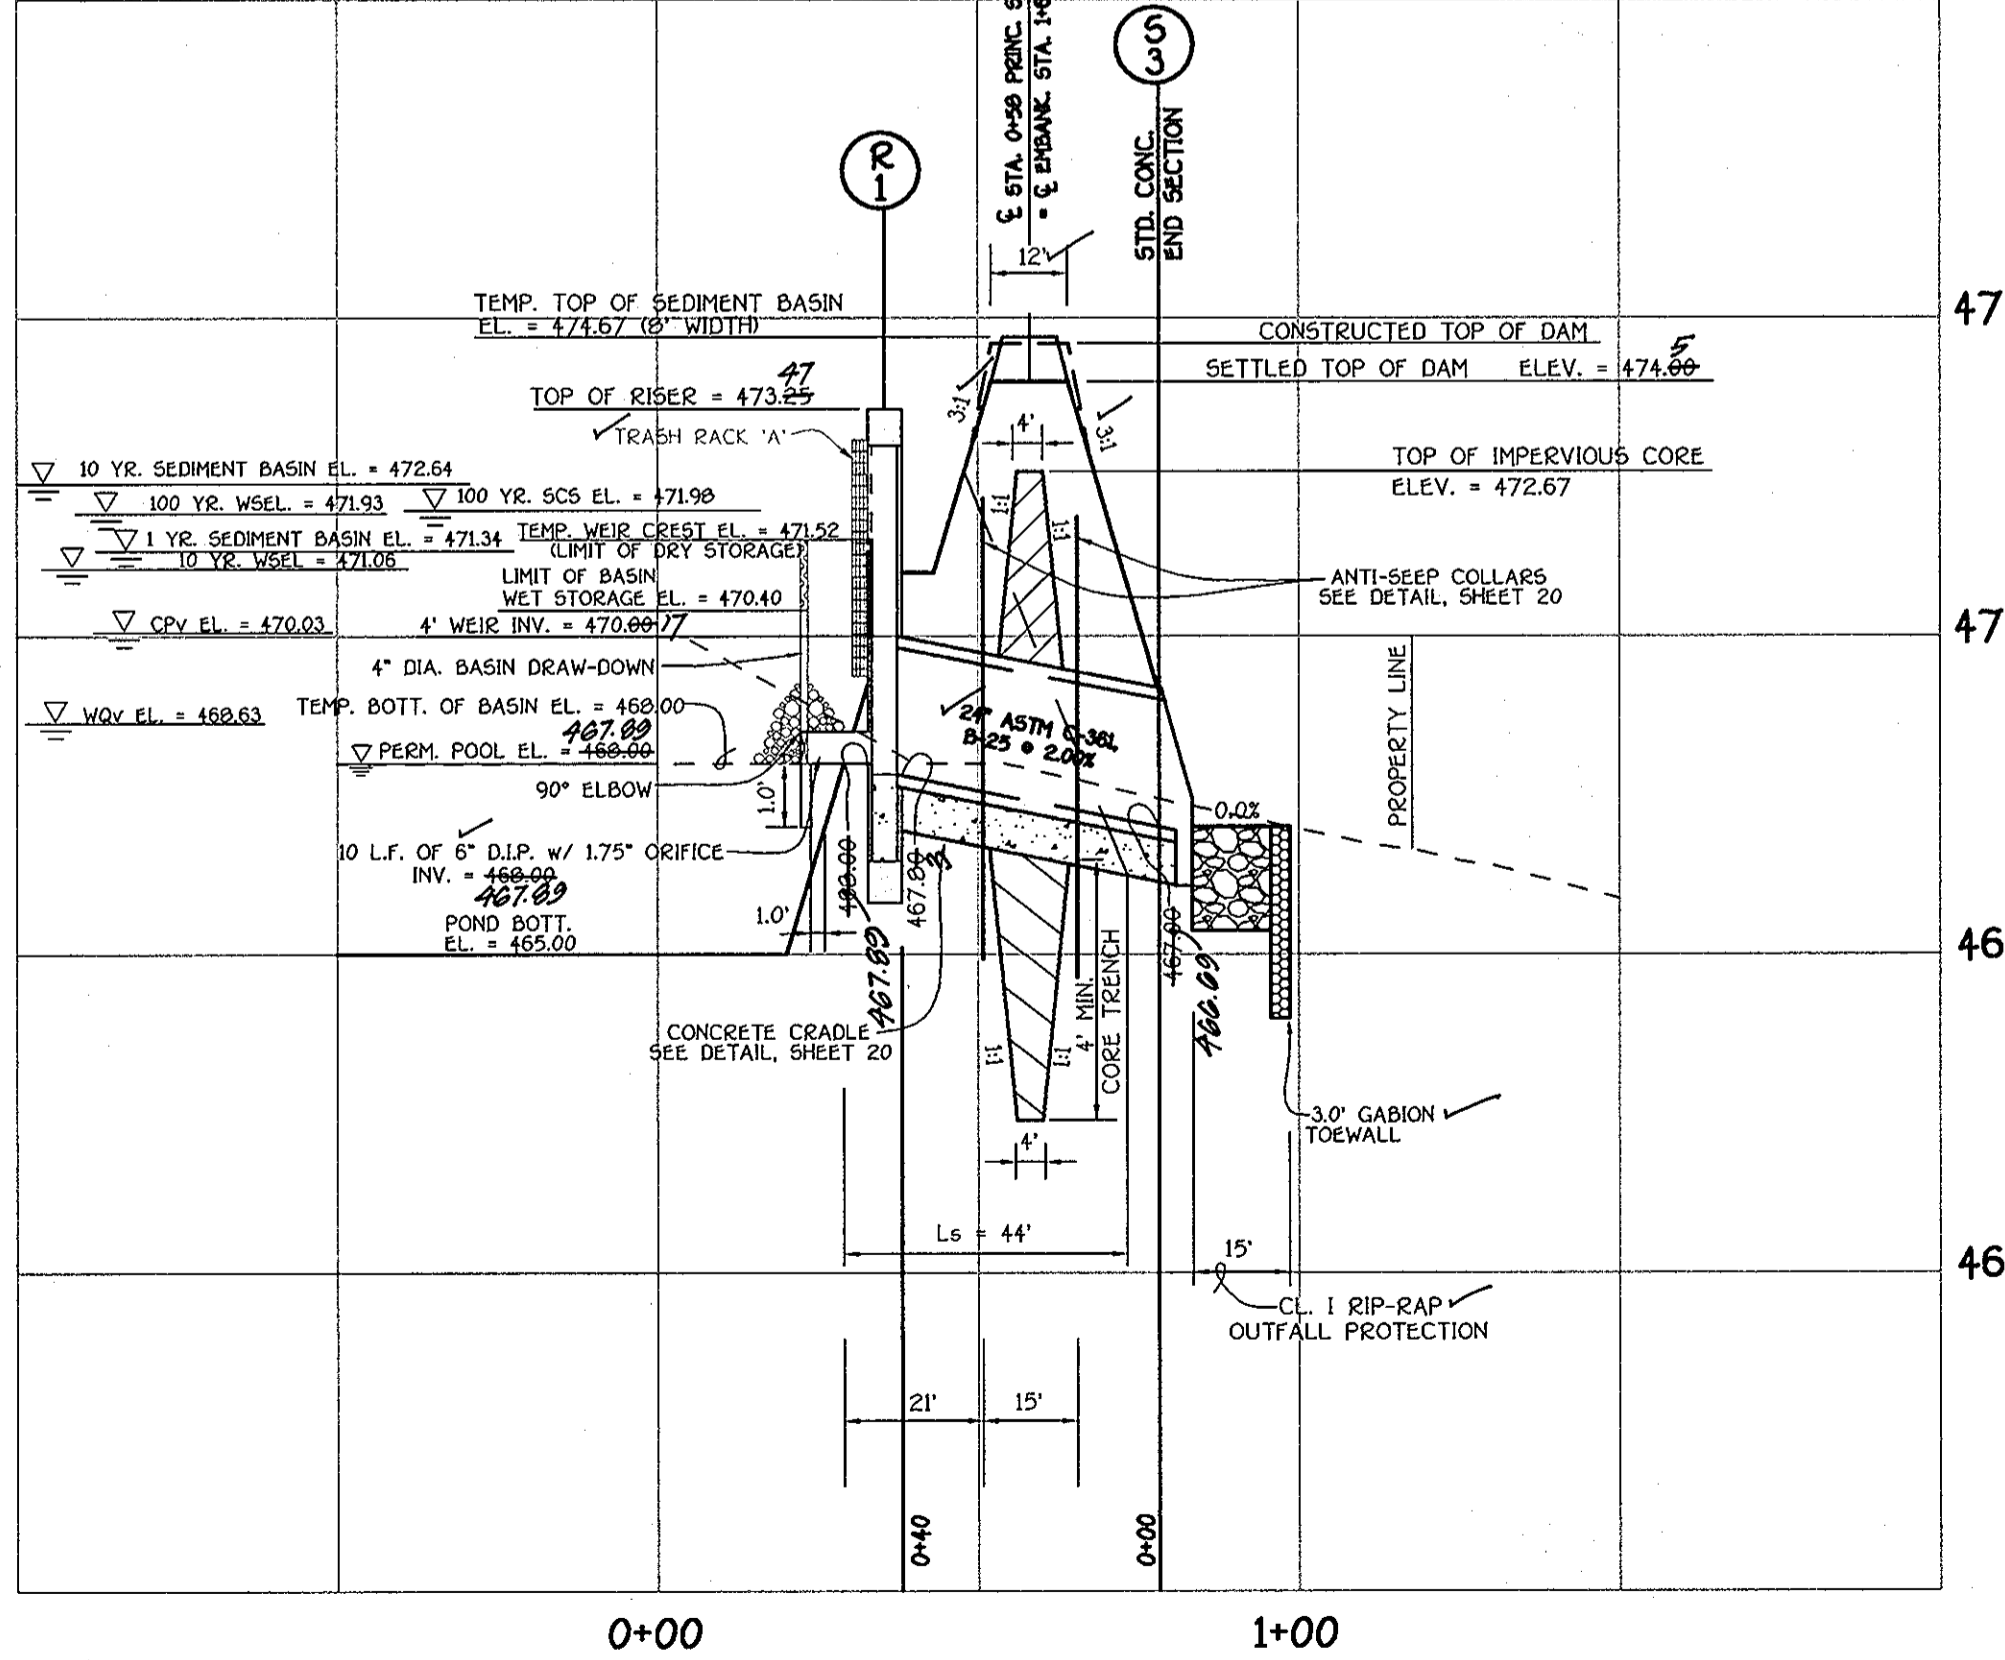 ℄ STA. 0+58 PRINC. S
= ℄ EMBANK. STA. 1+6
S
3
STD. CONC.
END SECTION
R
1
12'
TEMP. TOP OF SEDIMENT BASIN
EL. = 474.67 (8' WIDTH)
47
CONSTRUCTED TOP OF DAM
5
SETTLED TOP OF DAM ELEV. = 474.00
47
TOP OF RISER = 473.25
TRASH RACK 'A'
3:1
4'
3:1
TOP OF IMPERVIOUS CORE
ELEV. = 472.67
10 YR. SEDIMENT BASIN EL. = 472.64
100 YR. WSEL. = 471.93
100 YR. SCS EL. = 471.98
1:1
1:1
1 YR. SEDIMENT BASIN EL. = 471.34
TEMP. WEIR CREST EL. = 471.52
(LIMIT OF DRY STORAGE)
10 YR. WSEL = 471.06
LIMIT OF BASIN
WET STORAGE EL. = 470.40
ANTI-SEEP COLLARS
SEE DETAIL, SHEET 20
CPv EL. = 470.03
4' WEIR INV. = 470.00 17
47
4" DIA. BASIN DRAW-DOWN
PROPERTY LINE
WQv EL. = 468.63
TEMP. BOTT. OF BASIN EL. = 468.00
24" ASTM C-361,
B-25 @ 2.00%
467.89
PERM. POOL EL. = 468.00
90° ELBOW
1.0'
0.0%
10 L.F. OF 6" D.I.P. w/ 1.75" ORIFICE
INV. = 468.00
467.89
468.00
467.89
467.80
POND BOTT.
EL. = 465.00
1.0'
467.00
466.69
46
CONCRETE CRADLE
SEE DETAIL, SHEET 20
1:1
1:1
4' MIN.
CORE TRENCH
3.0' GABION
TOEWALL
4'
Ls = 44'
15'
46
CL. I RIP-RAP
OUTFALL PROTECTION
21'
15'
0+40
0+00
0+00
1+00